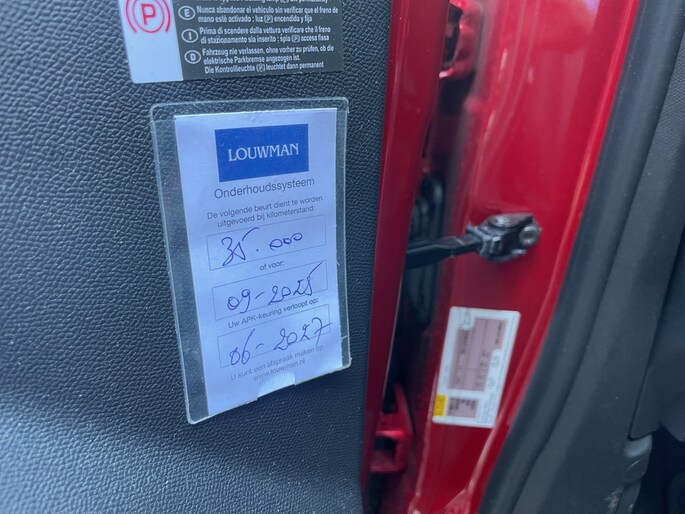 E Nunca abandonar el vehículo sin verificar que el freno de
mano esté activado : luz (P) encendida y fija
I Prima di scendere dalla vettura verificare che il freno
di stazionamento sia inserito : spia (P) accesa fissa
D Fahrzeug nie verlassen, ohne vorher zu prüfen, ob die
elektrische Parkbremse angezogen ist.
Die Kontrolleuchte (P) leuchtet dann permanent
P
LOUWMAN
Onderhoudssysteem
De volgende beurt dient te worden
uitgevoerd bij kilometerstand:
35.000
of voor:
09-2025
Uw APK-keuring verloopt op:
06-2027
U kunt een afspraak maken op
www.louwman.nl